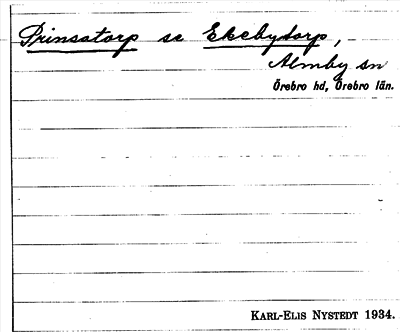 Prinsatorp se Ekebytorp,
Almby sn
Örebro hd, Örebro län.
KARL-ELIS NYSTEDT 1934.